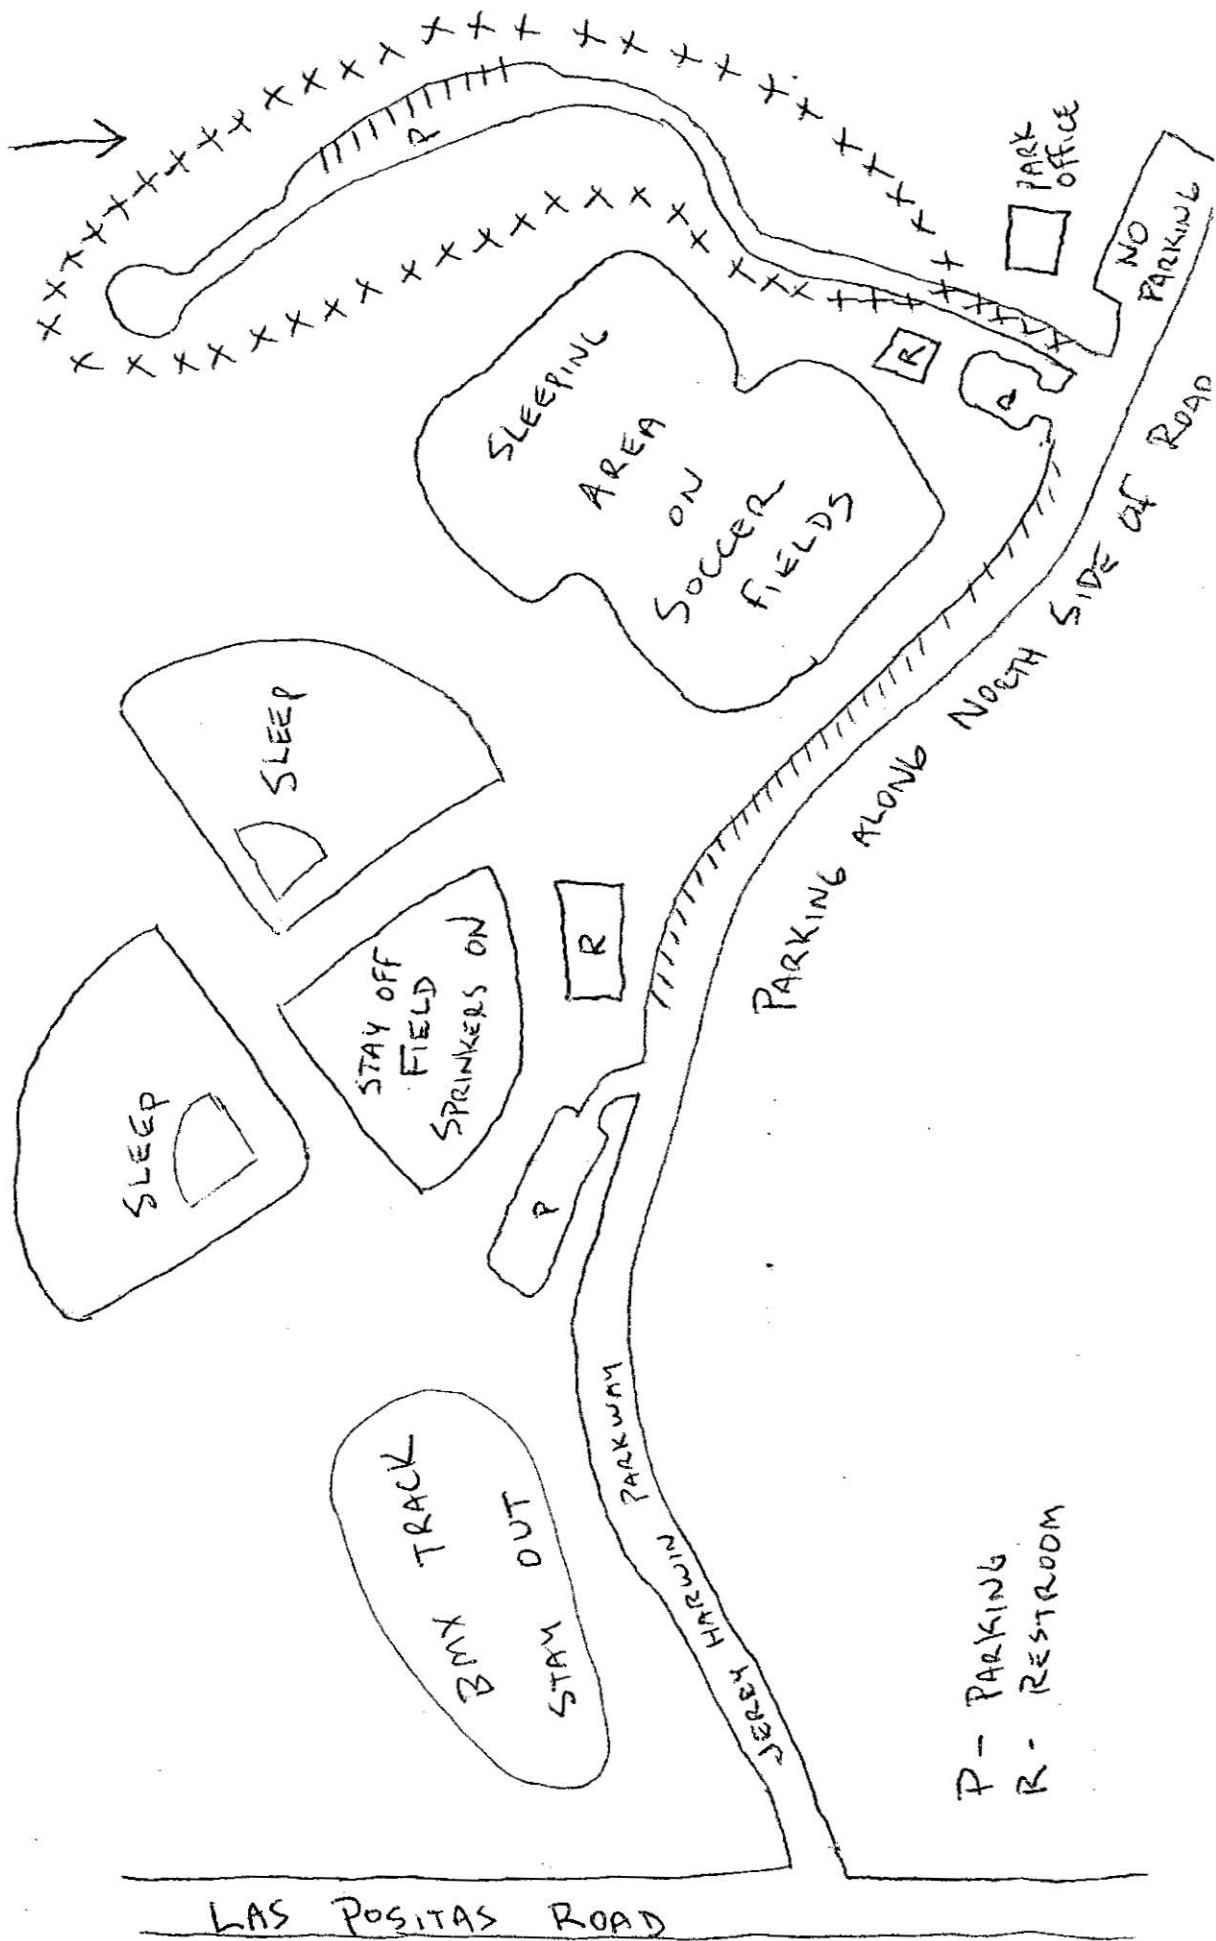 P
PARK
OFFICE
NO
PARKING
SLEEPING
AREA
ON
SOCCER
FIELDS
R
P
SLEEP
PARKING ALONG NORTH SIDE OF ROAD
STAY OFF
FIELD
SPRINKERS ON
R
SLEEP
P
BMX TRACK
STAY OUT
JERRY HARWIN PARKWAY
P - PARKING
R - RESTROOM
LAS POSITAS ROAD